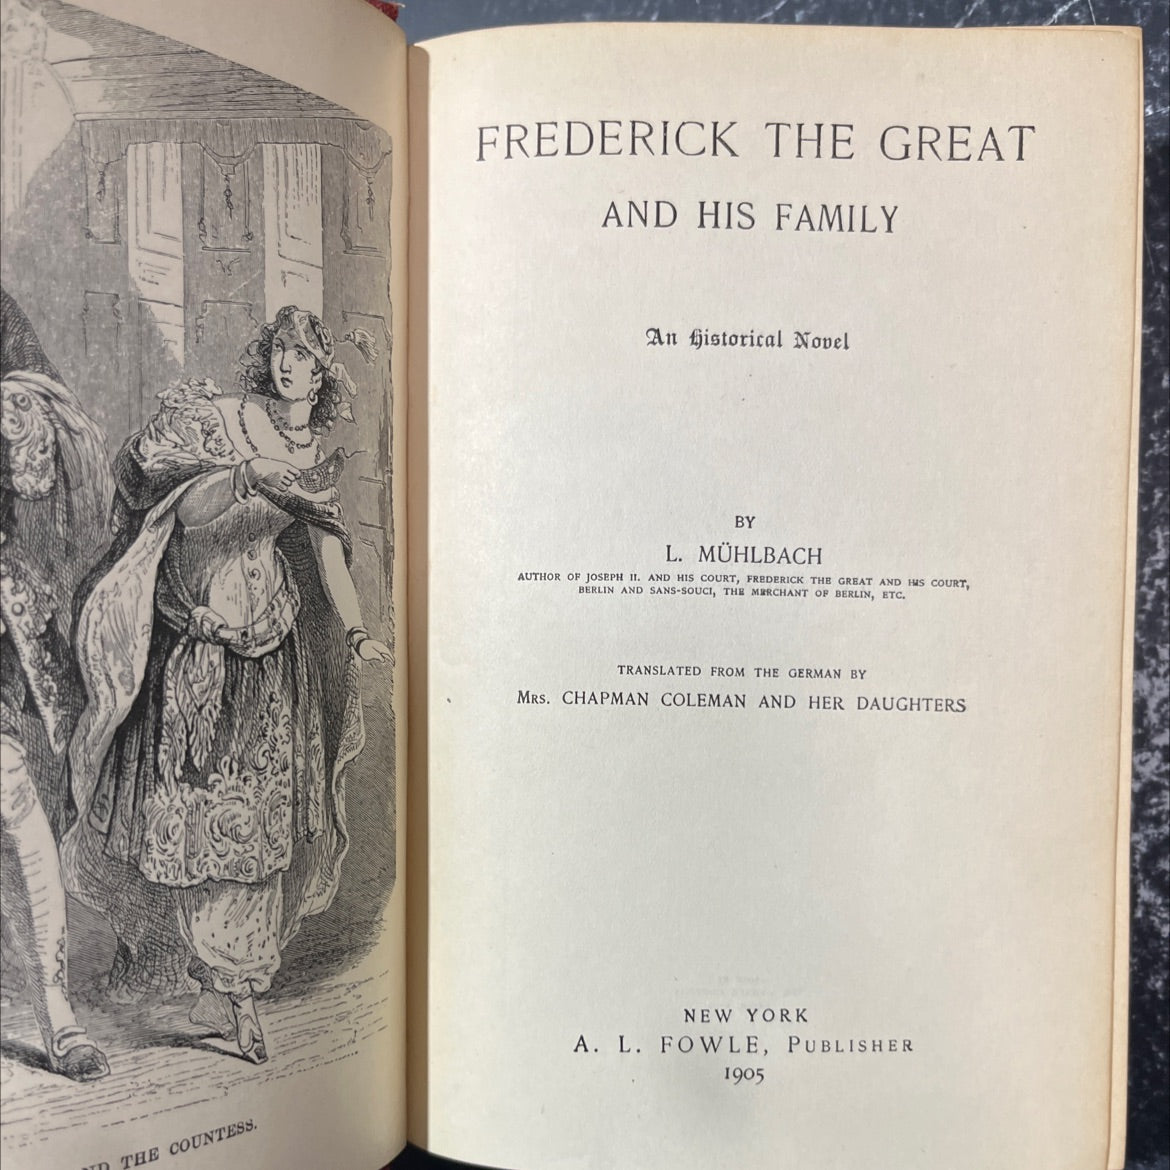 THE COUNTESS.
FREDERICK THE GREAT
AND HIS FAMILY
An Historical Novel
BY
L. MÜHLBACH
AUTHOR OF JOSEPH II. AND HIS COURT, FREDERICK THE GREAT AND HIS COURT,
BERLIN AND SANS-SOUCI, THE MERCHANT OF BERLIN, ETC.
TRANSLATED FROM THE GERMAN BY
MRS. CHAPMAN COLEMAN AND HER DAUGHTERS
NEW YORK
A. L. FOWLE, PUBLISHER
1905